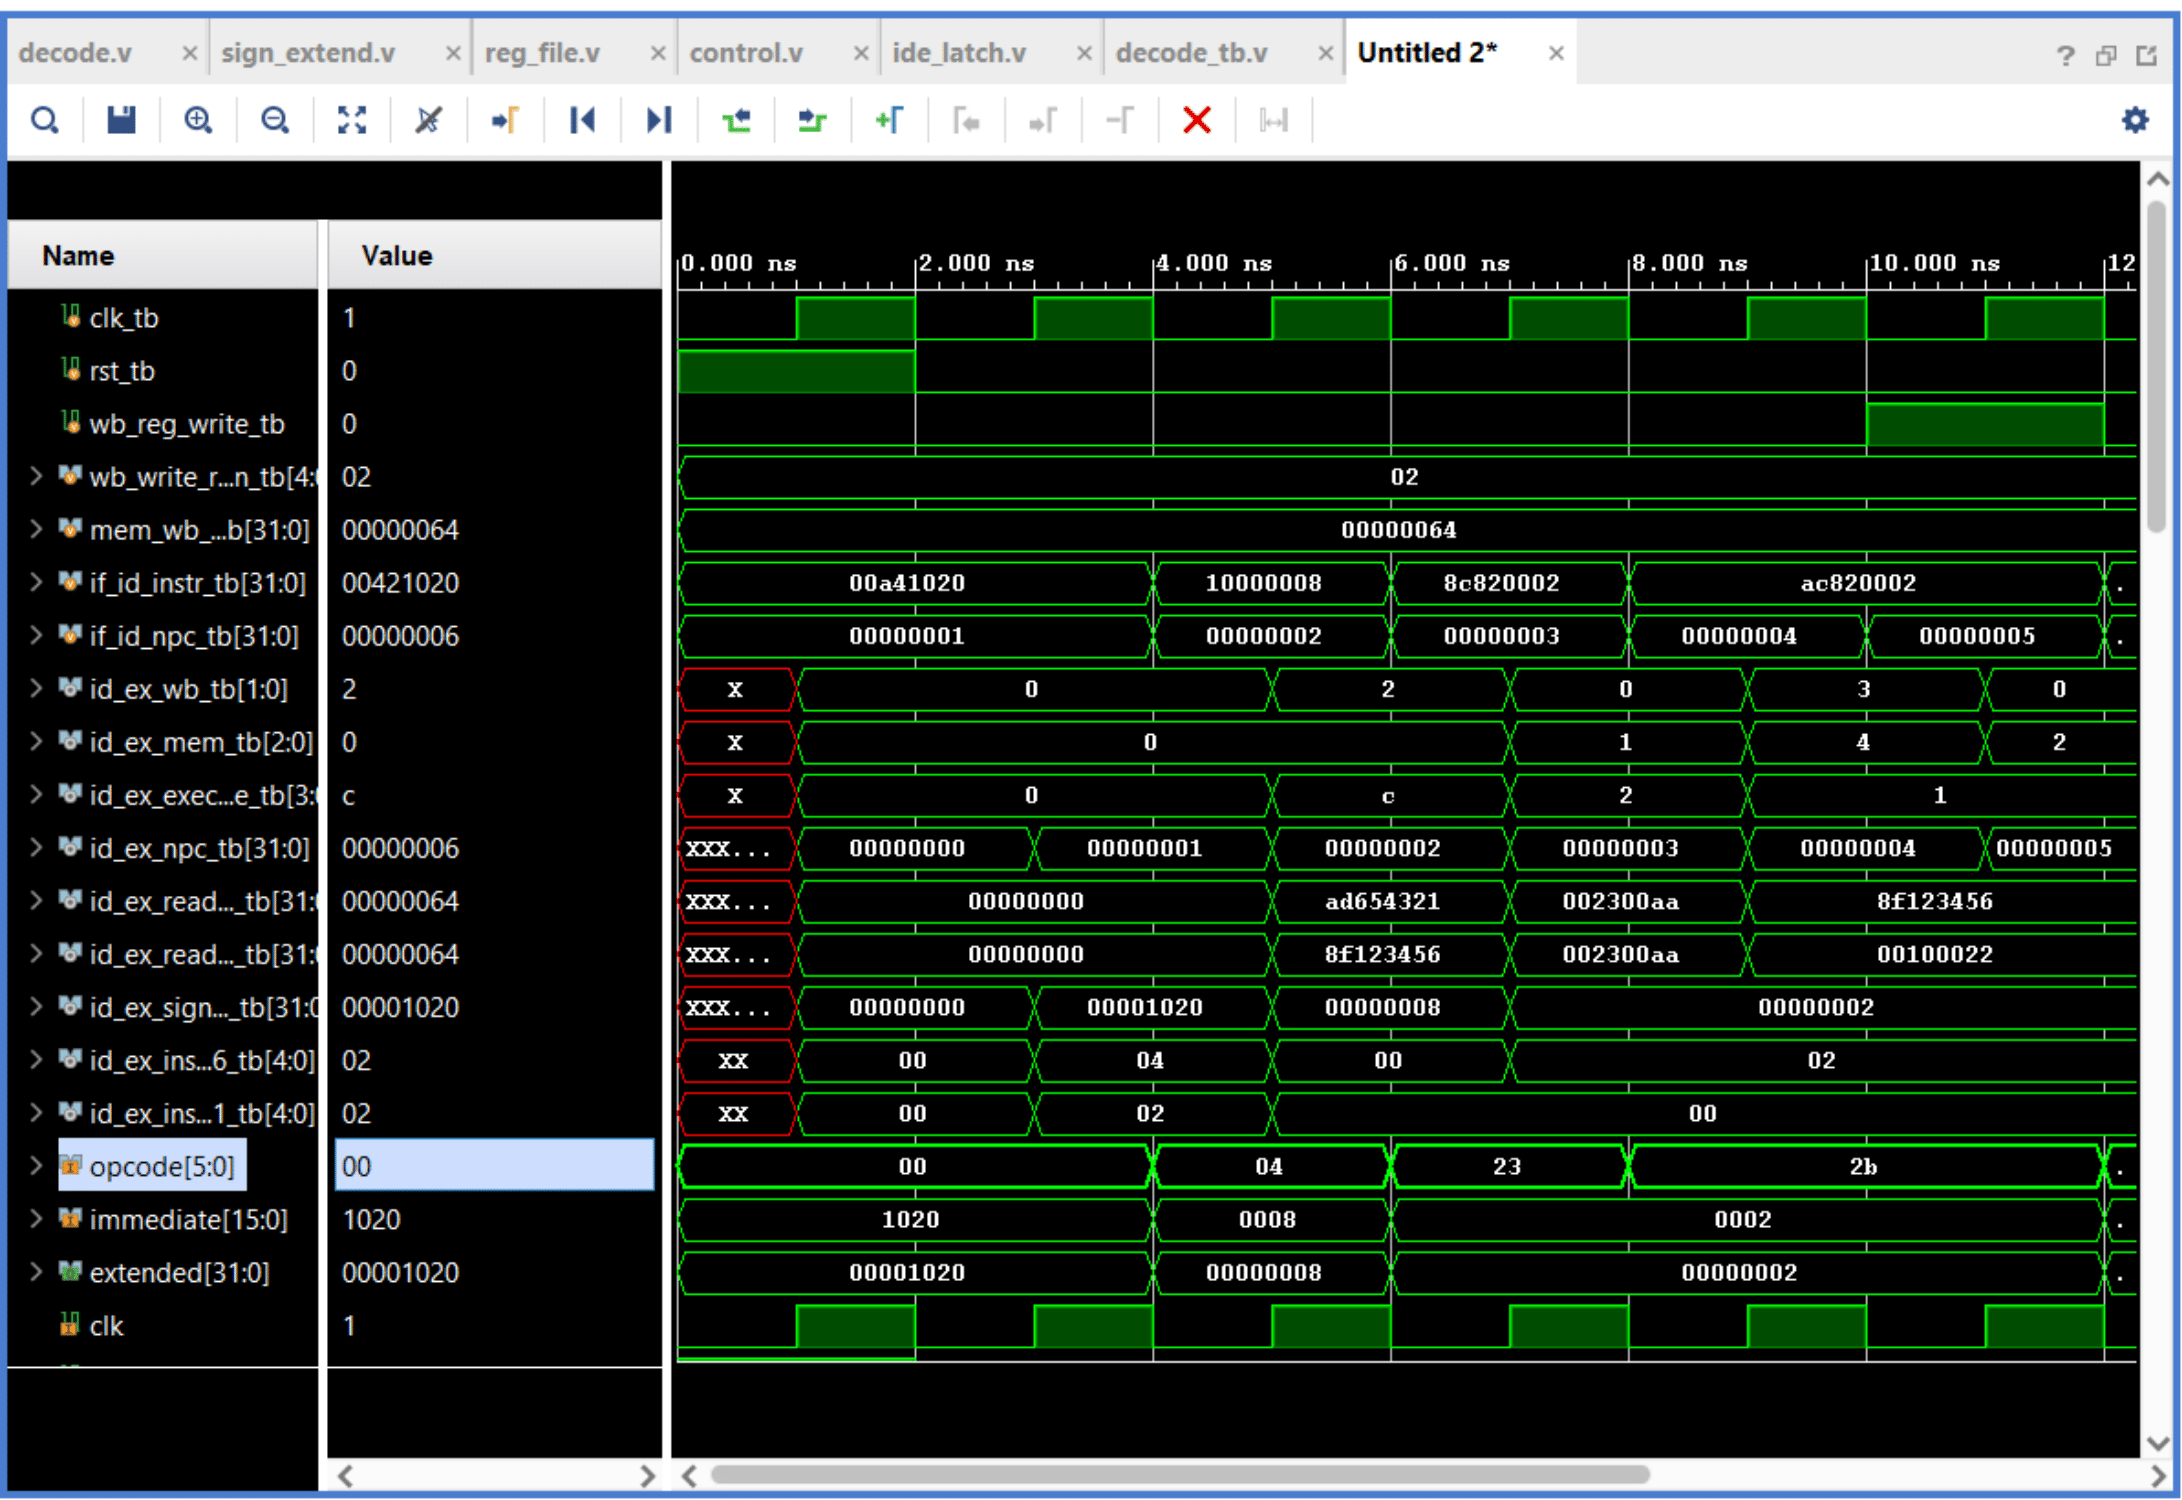 decode.v × sign_extend.v × reg_file.v × control.v × ide_latch.v × decode_tb.v × Untitled 2* × ?
Name Value 0.000 ns 2.000 ns 4.000 ns 6.000 ns 8.000 ns 10.000 ns 12
clk_tb 1
rst_tb 0
wb_reg_write_tb 0
wb_write_r...n_tb[4: 02 02
mem_wb_...b[31:0] 00000064 00000064
if_id_instr_tb[31:0] 00421020 00a41020 10000008 8c820002 ac820002 .
if_id_npc_tb[31:0] 00000006 00000001 00000002 00000003 00000004 00000005 .
id_ex_wb_tb[1:0] 2 X 0 2 0 3 0
id_ex_mem_tb[2:0] 0 X 0 1 4 2
id_ex_exec...e_tb[3: c X 0 c 2 1
id_ex_npc_tb[31:0] 00000006 XXX... 00000000 00000001 00000002 00000003 00000004 00000005
id_ex_read..._tb[31: 00000064 XXX... 00000000 ad654321 002300aa 8f123456
id_ex_read..._tb[31: 00000064 XXX... 00000000 8f123456 002300aa 00100022
id_ex_sign..._tb[31:0 00001020 XXX... 00000000 00001020 00000008 00000002
id_ex_ins...6_tb[4:0] 02 XX 00 04 00 02
id_ex_ins...1_tb[4:0] 02 XX 00 02 00
opcode[5:0] 00 00 04 23 2b .
immediate[15:0] 1020 1020 0008 0002 .
extended[31:0] 00001020 00001020 00000008 00000002 .
clk 1